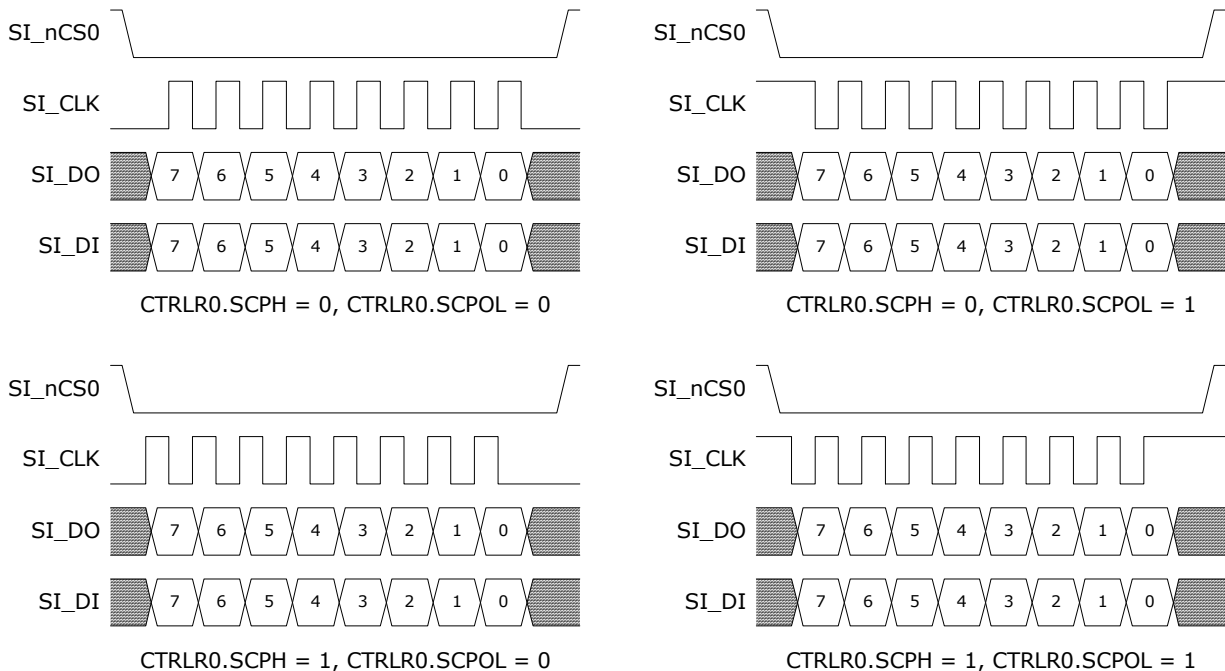 SI_nCS0
SI_CLK
SI_DO 7 6 5 4 3 2 1 0
SI_DI 7 6 5 4 3 2 1 0
CTRLR0.SCPH = 0, CTRLR0.SCPOL = 0
SI_nCS0
SI_CLK
SI_DO 7 6 5 4 3 2 1 0
SI_DI 7 6 5 4 3 2 1 0
CTRLR0.SCPH = 0, CTRLR0.SCPOL = 1
SI_nCS0
SI_CLK
SI_DO 7 6 5 4 3 2 1 0
SI_DI 7 6 5 4 3 2 1 0
CTRLR0.SCPH = 1, CTRLR0.SCPOL = 0
SI_nCS0
SI_CLK
SI_DO 7 6 5 4 3 2 1 0
SI_DI 7 6 5 4 3 2 1 0
CTRLR0.SCPH = 1, CTRLR0.SCPOL = 1